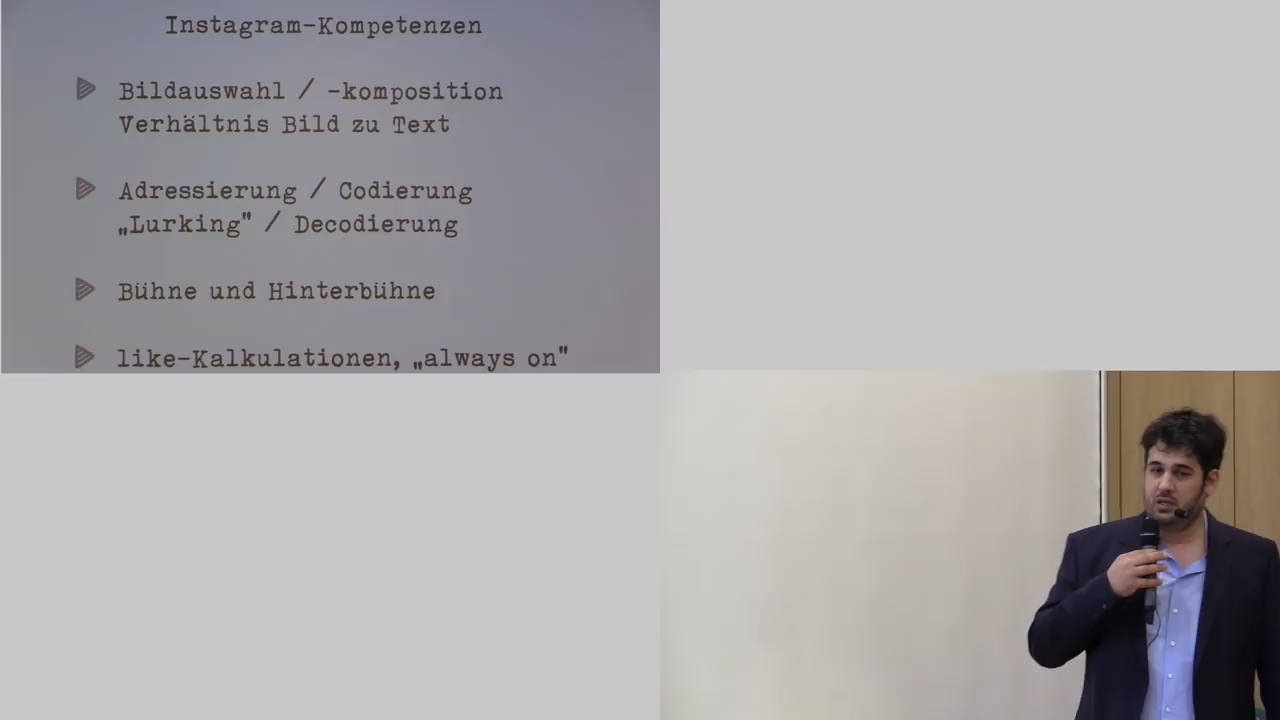 Instagram-Kompetenzen
Bildauswahl / -komposition
Verhältnis Bild zu Text
Adressierung / Codierung
„Lurking" / Decodierung
Bühne und Hinterbühne
like-Kalkulationen, „always on"